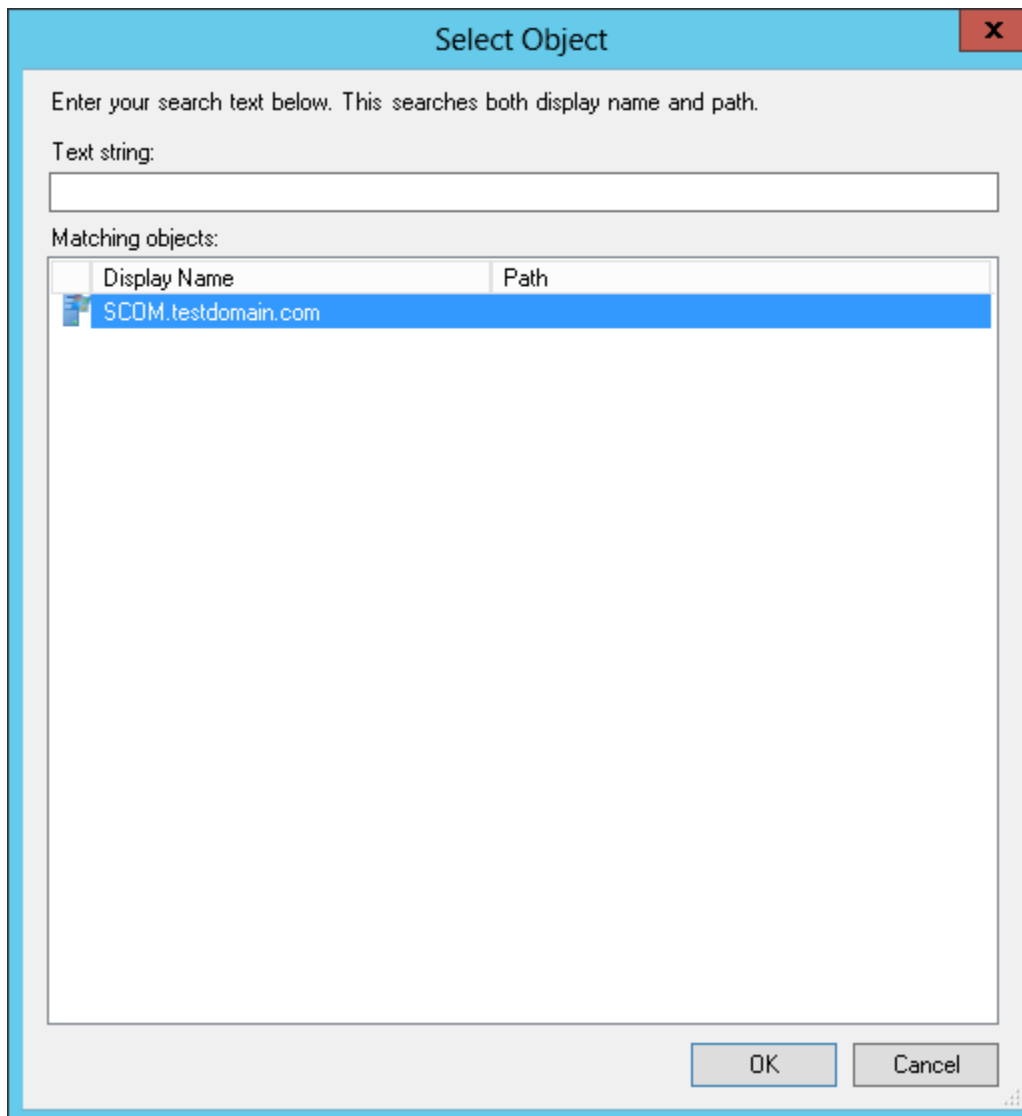 Select Object
x
Enter your search text below. This searches both display name and path.
Text string:
Matching objects:
Display Name Path
SCOM.testdomain.com
OK Cancel